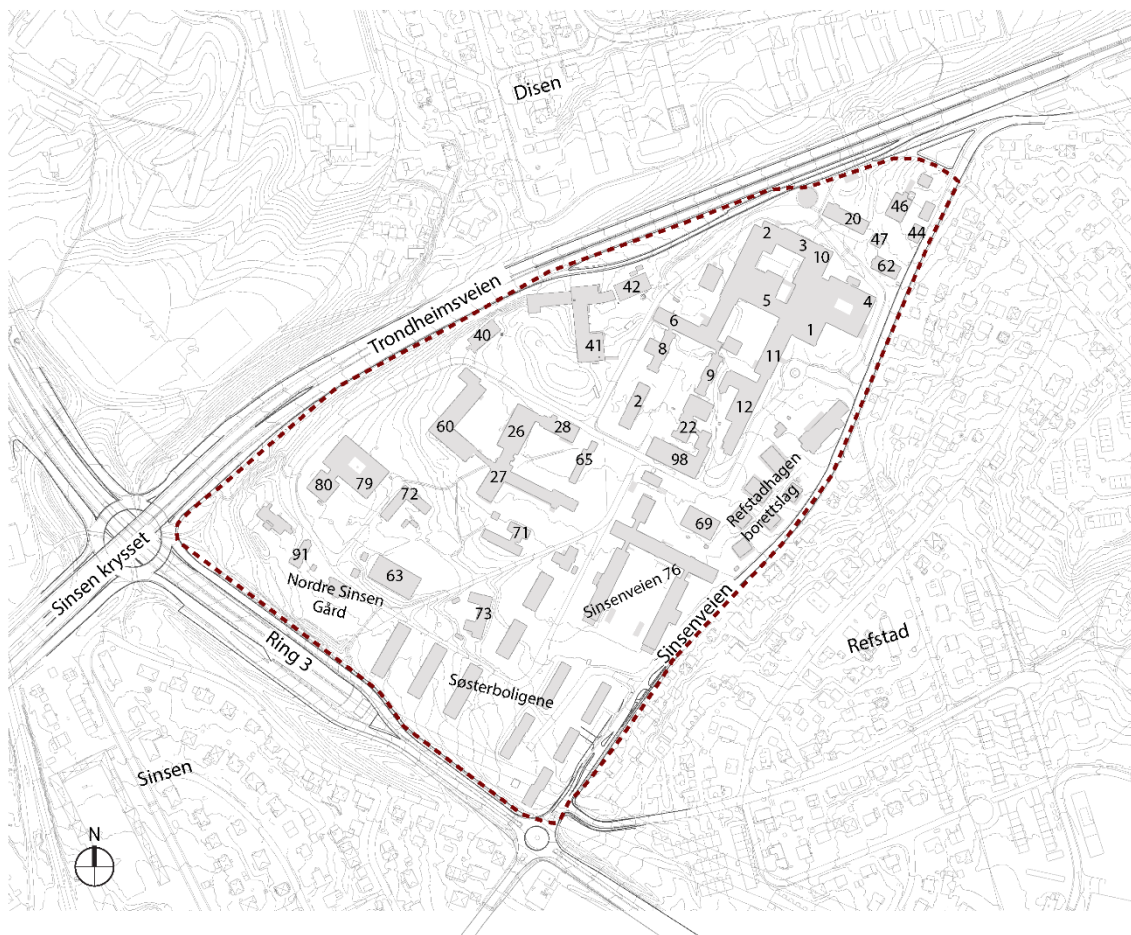 Disen
Trondheimsveien
20
46
44
47
62
2
3
10
42
5
4
6
1
40
41
8
11
9
2
12
22
60
26
28
65
98
27
80
79
72
69
Refstadhagen
borettslag
71
Sinsen krysset
91
63
Nordre Sinsen
Gård
Sinsenveien 76
73
Sinsenveien
Refstad
Ring 3
Søsterboligene
Sinsen
N